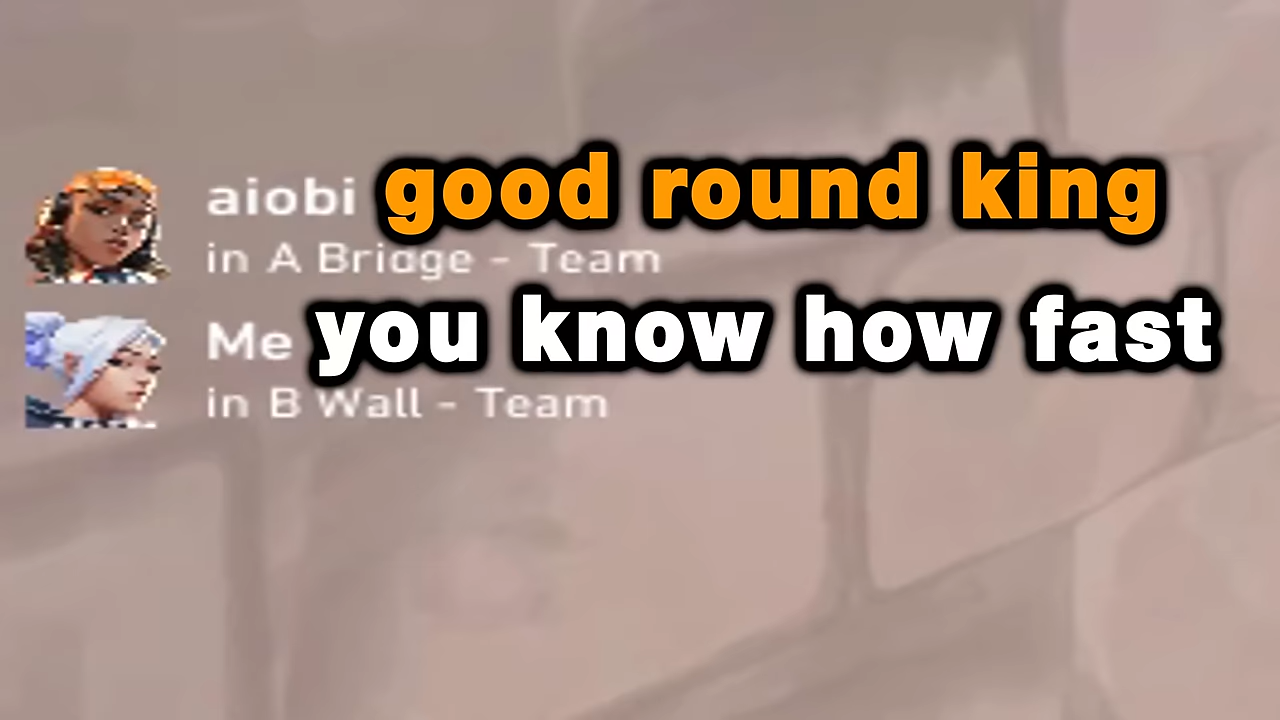 aiobi good round king
in A Bridge - Team
Me you know how fast
in B Wall - Team